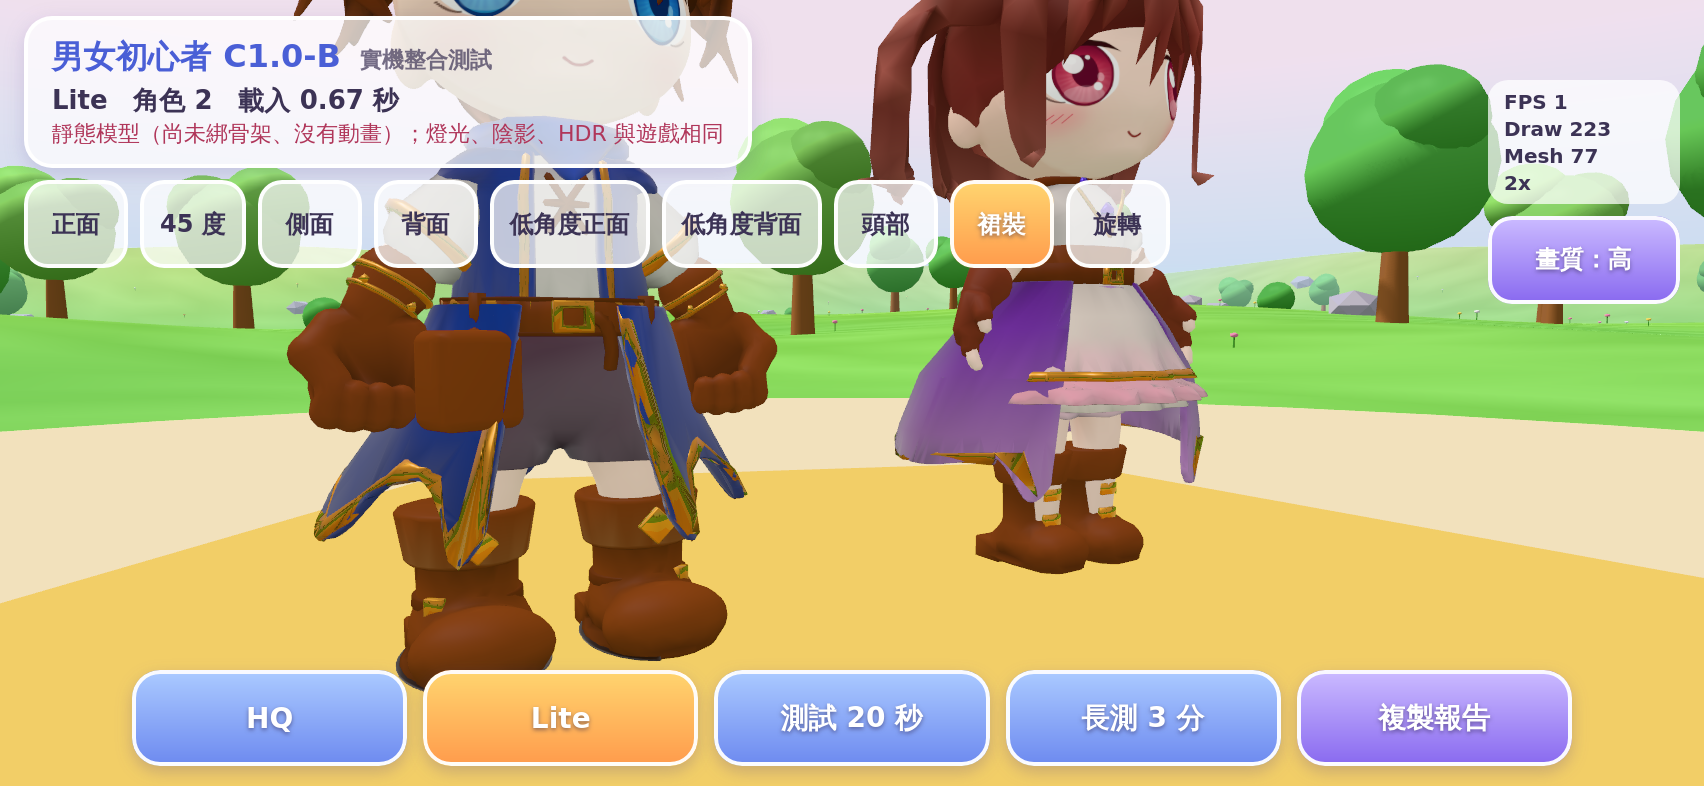 男女初心者 C1.0-B 實機整合測試
Lite 角色 2 載入 0.67 秒
靜態模型（尚未綁骨架、沒有動畫）；燈光、陰影、HDR 與遊戲相同
FPS 1
Draw 223
Mesh 77
2x
正面 45 度 側面 背面 低角度正面 低角度背面 頭部 裙裝 旋轉
畫質：高
HQ Lite 測試 20 秒 長測 3 分 複製報告